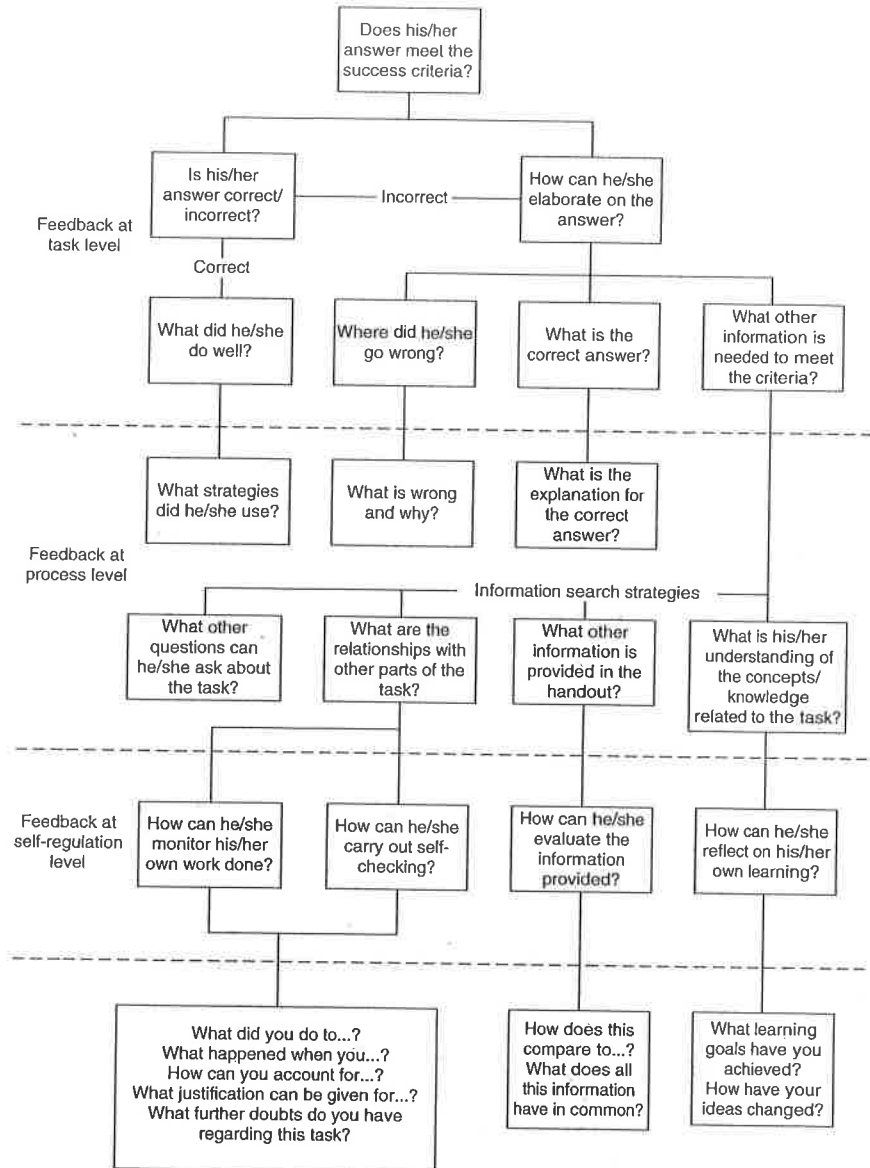 Does his/her
answer meet the
success criteria?
Is his/her
answer correct/
incorrect?
Incorrect
How can he/she
elaborate on the
answer?
Feedback at
task level
Correct
What did he/she
do well?
Where did he/she
go wrong?
What is the
correct answer?
What other
information is
needed to meet
the criteria?
What strategies
did he/she use?
What is wrong
and why?
What is the
explanation for
the correct
answer?
Feedback at
process level
Information search strategies
What other
questions can
he/she ask about
the task?
What are the
relationships with
other parts of the
task?
What other
information is
provided in the
handout?
What is his/her
understanding of
the concepts/
knowledge
related to the task?
Feedback at
self-regulation
level
How can he/she
monitor his/her
own work done?
How can he/she
carry out self-
checking?
How can he/she
evaluate the
information
provided?
How can he/she
reflect on his/her
own learning?
What did you do to...?
What happened when you...?
How can you account for...?
What justification can be given for...?
What further doubts do you have
regarding this task?
How does this
compare to...?
What does all
this information
have in common?
What learning
goals have you
achieved?
How have your
ideas changed?